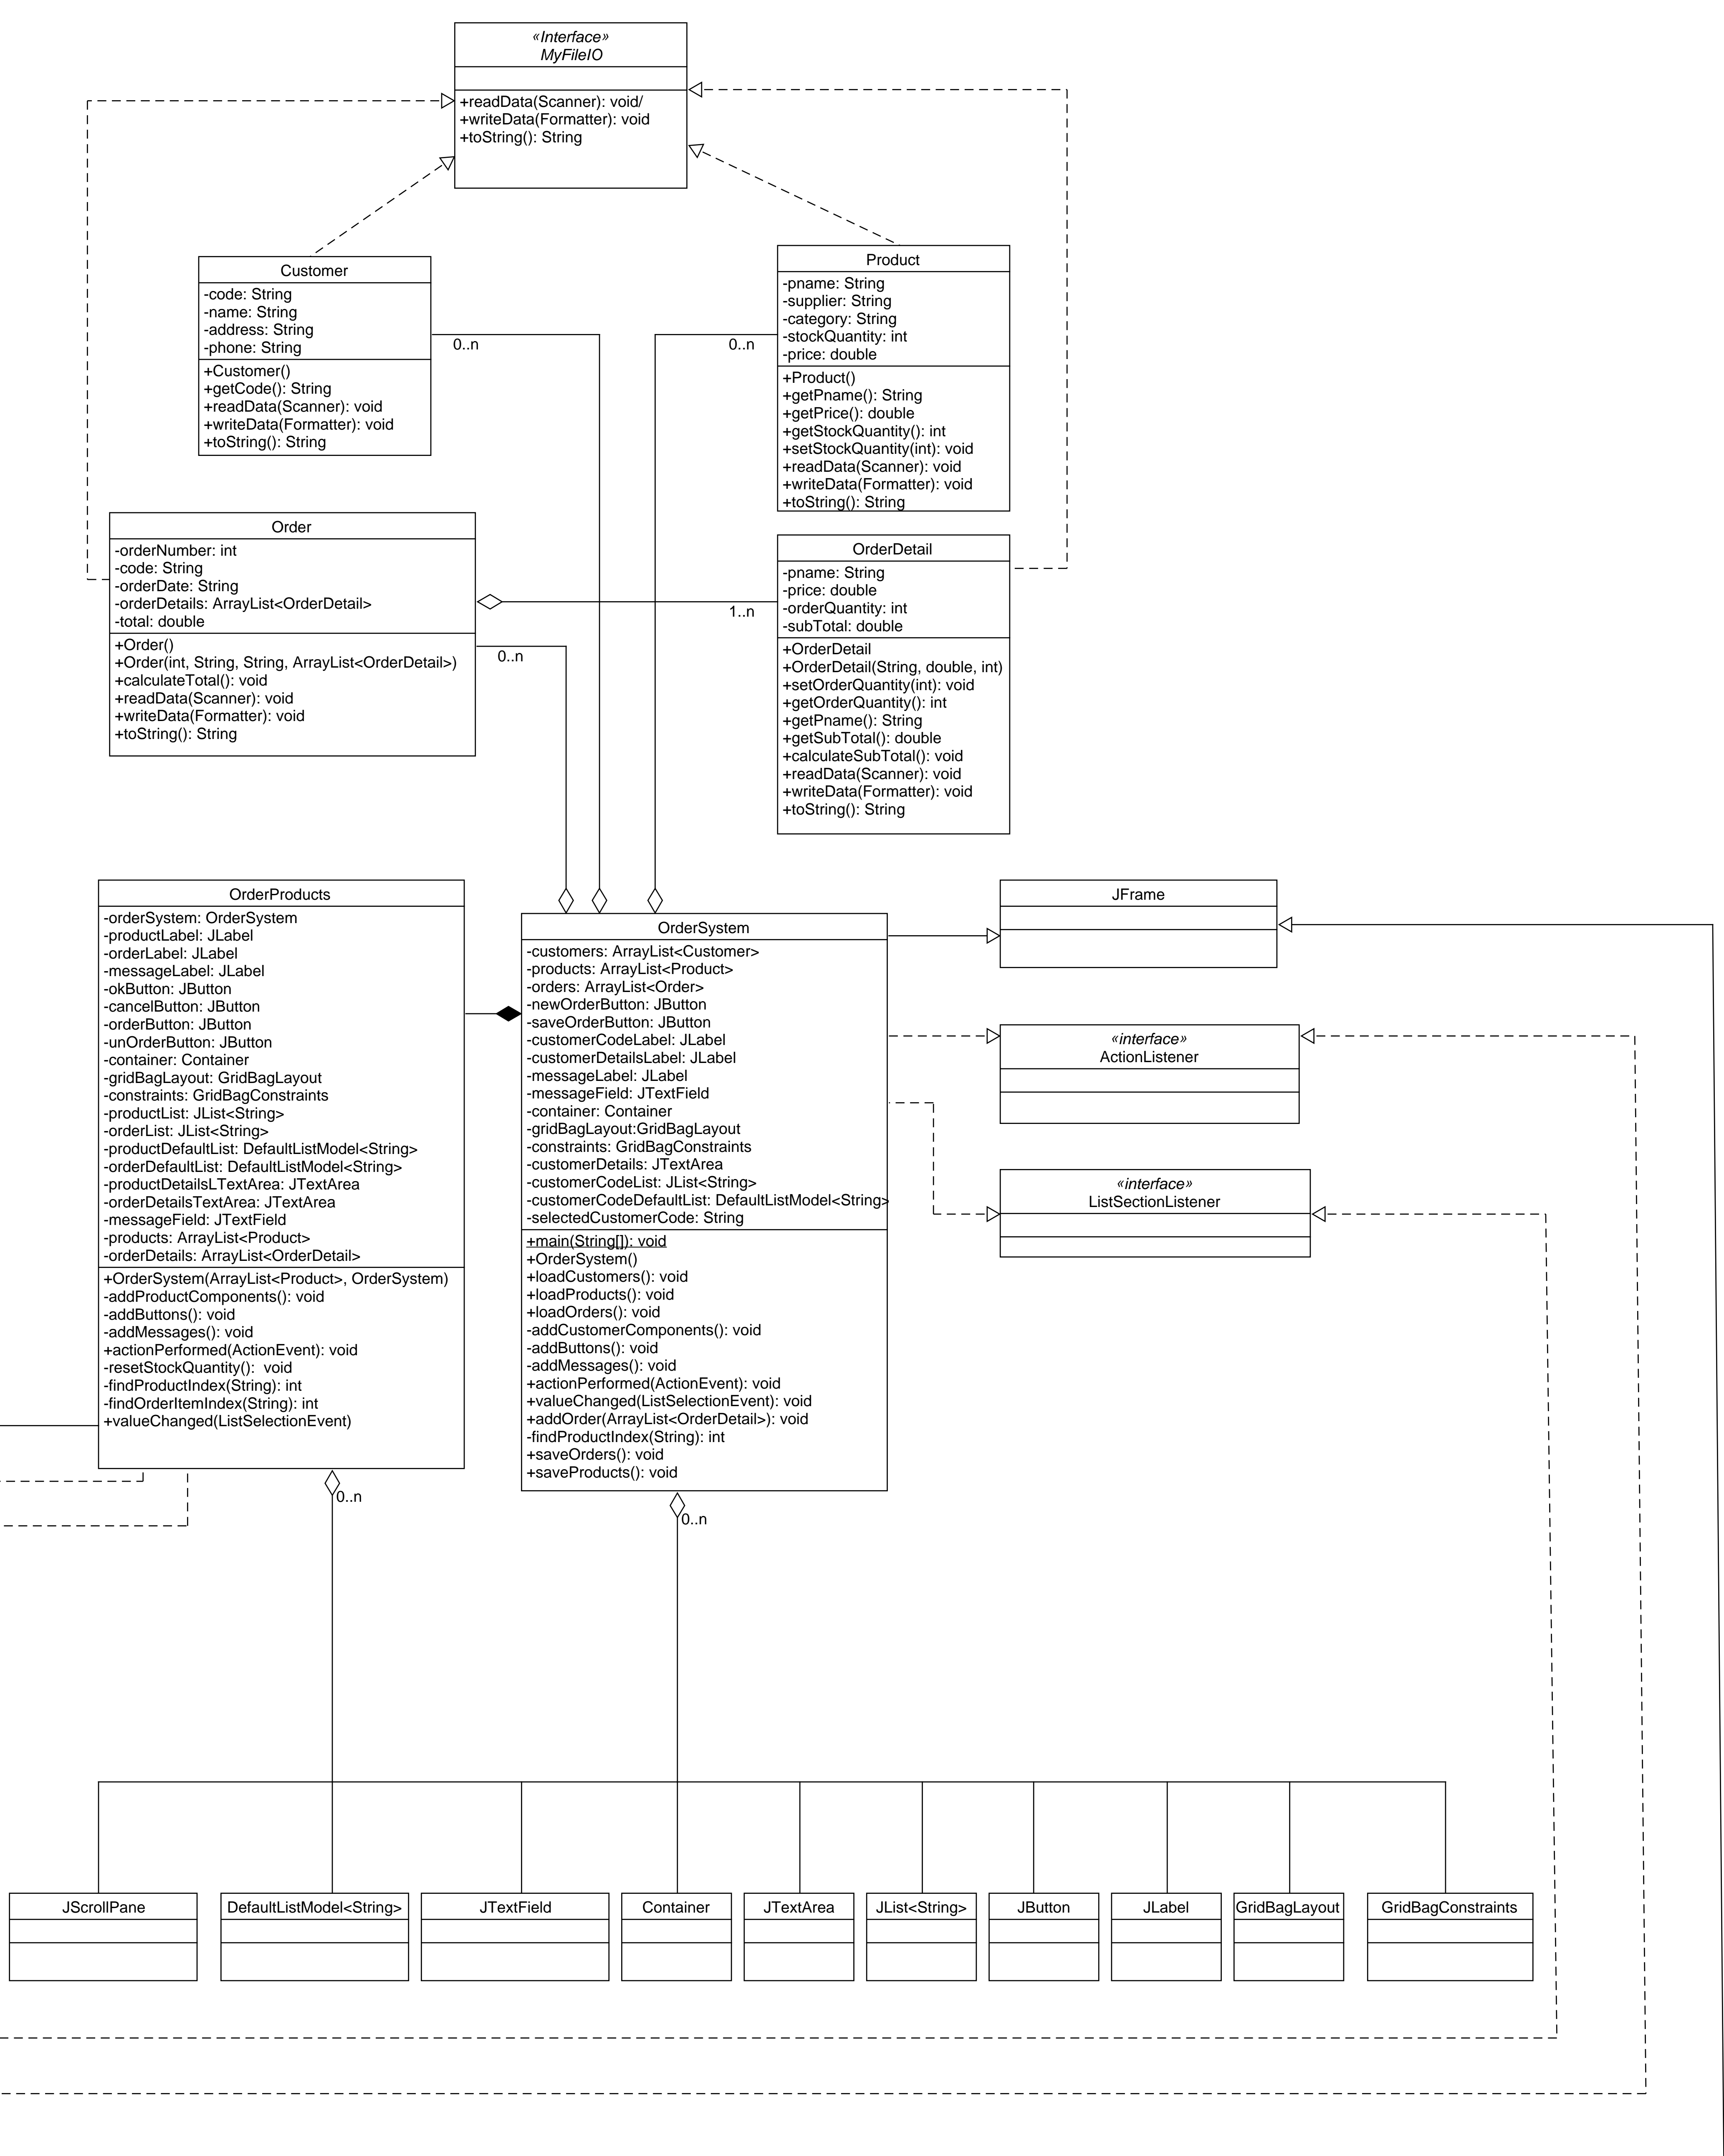 «Interface»
MyFileIO
+readData(Scanner): void/
+writeData(Formatter): void
+toString(): String
Customer
-code: String
-name: String
-address: String
-phone: String
+Customer()
+getCode(): String
+readData(Scanner): void
+writeData(Formatter): void
+toString(): String
0..n
Product
-pname: String
-supplier: String
-category: String
-stockQuantity: int
-price: double
+Product()
+getPname(): String
+getPrice(): double
+getStockQuantity(): int
+setStockQuantity(int): void
+readData(Scanner): void
+writeData(Formatter): void
+toString(): String
0..n
Order
-orderNumber: int
-code: String
-orderDate: String
-orderDetails: ArrayList<OrderDetail>
-total: double
+Order()
+Order(int, String, String, ArrayList<OrderDetail>)
+calculateTotal(): void
+readData(Scanner): void
+writeData(Formatter): void
+toString(): String
0..n
1..n
OrderDetail
-pname: String
-price: double
-orderQuantity: int
-subTotal: double
+OrderDetail
+OrderDetail(String, double, int)
+setOrderQuantity(int): void
+getOrderQuantity(): int
+getPname(): String
+getSubTotal(): double
+calculateSubTotal(): void
+readData(Scanner): void
+writeData(Formatter): void
+toString(): String
OrderProducts
-orderSystem: OrderSystem
-productLabel: JLabel
-orderLabel: JLabel
-messageLabel: JLabel
-okButton: JButton
-cancelButton: JButton
-orderButton: JButton
-unOrderButton: JButton
-container: Container
-gridBagLayout: GridBagLayout
-constraints: GridBagConstraints
-productList: JList<String>
-orderList: JList<String>
-productDefaultList: DefaultListModel<String>
-orderDefaultList: DefaultListModel<String>
-productDetailsLTextArea: JTextArea
-orderDetailsTextArea: JTextArea
-messageField: JTextField
-products: ArrayList<Product>
-orderDetails: ArrayList<OrderDetail>
+OrderSystem(ArrayList<Product>, OrderSystem)
-addProductComponents(): void
-addButtons(): void
-addMessages(): void
+actionPerformed(ActionEvent): void
-resetStockQuantity():  void
-findProductIndex(String): int
-findOrderItemIndex(String): int
+valueChanged(ListSelectionEvent)
0..n
OrderSystem
-customers: ArrayList<Customer>
-products: ArrayList<Product>
-orders: ArrayList<Order>
-newOrderButton: JButton
-saveOrderButton: JButton
-customerCodeLabel: JLabel
-customerDetailsLabel: JLabel
-messageLabel: JLabel
-messageField: JTextField
-container: Container
-gridBagLayout:GridBagLayout
-constraints: GridBagConstraints
-customerDetails: JTextArea
-customerCodeList: JList<String>
-customerCodeDefaultList: DefaultListModel<String>
-selectedCustomerCode: String
+main(String[]): void
+OrderSystem()
+loadCustomers(): void
+loadProducts(): void
+loadOrders(): void
-addCustomerComponents(): void
-addButtons(): void
-addMessages(): void
+actionPerformed(ActionEvent): void
+valueChanged(ListSelectionEvent): void
+addOrder(ArrayList<OrderDetail>): void
-findProductIndex(String): int
+saveOrders(): void
+saveProducts(): void
0..n
JFrame
«interface»
ActionListener
«interface»
ListSectionListener
JScrollPane
DefaultListModel<String>
JTextField
Container
JTextArea
JList<String>
JButton
JLabel
GridBagLayout
GridBagConstraints